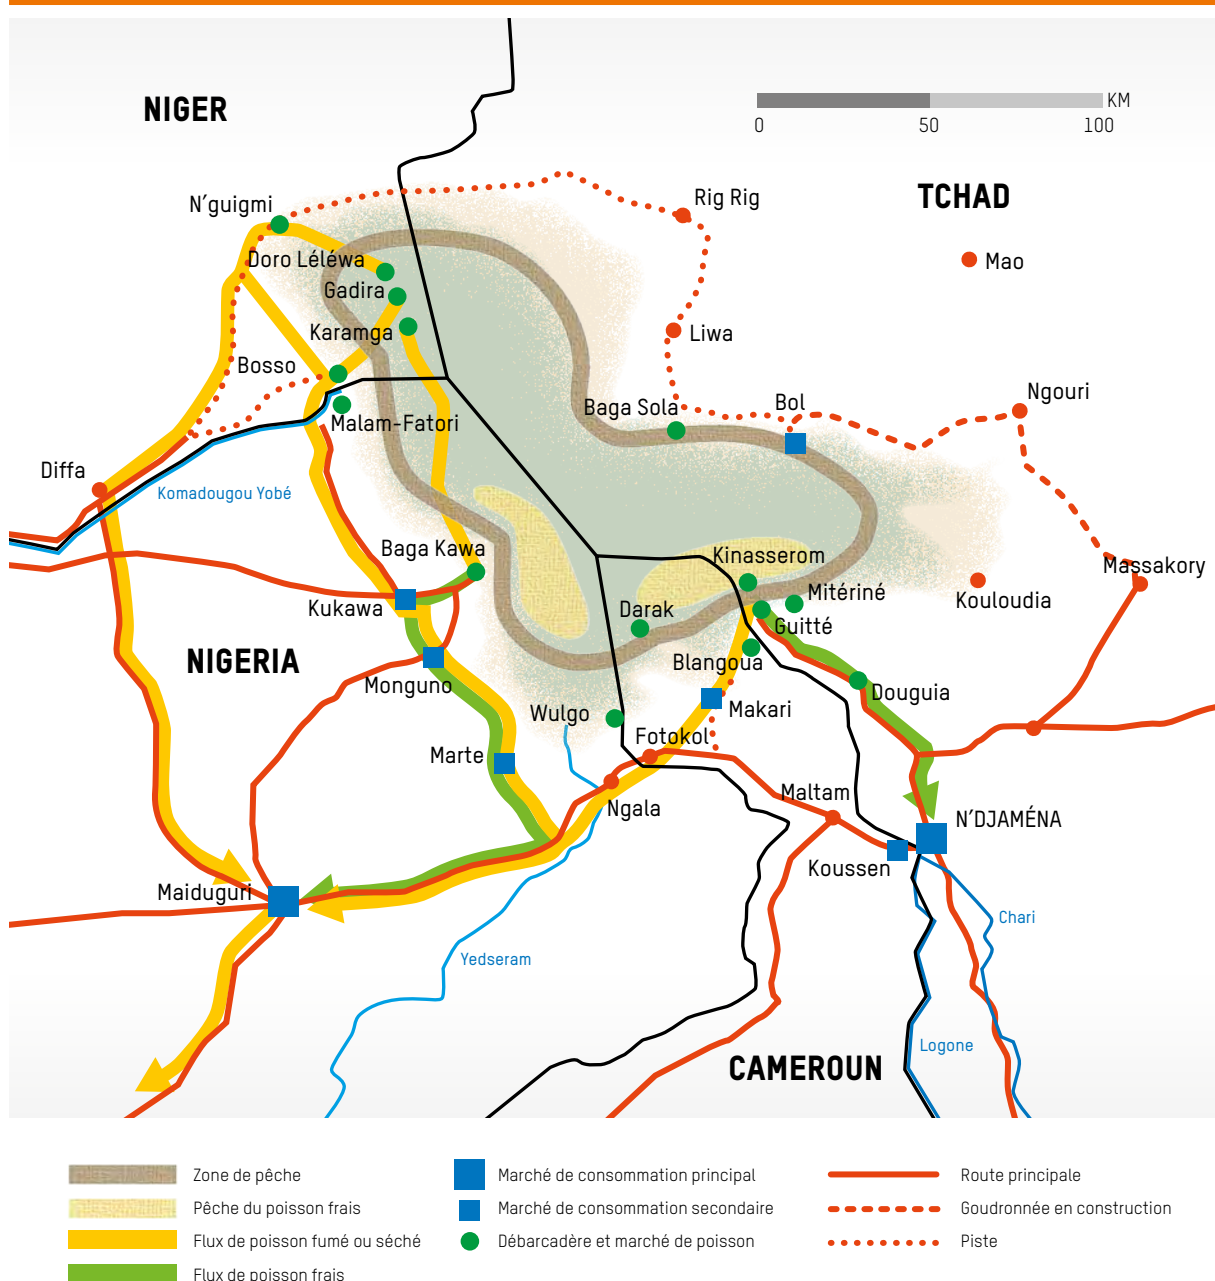 NIGER
KM
0 50 100
TCHAD
N'guigmi
Rig Rig
Doro Léléwa
Mao
Gadira
Karamga
Liwa
Bosso
Baga Sola
Bol
Ngouri
Malam-Fatori
Diffa
Komadougou Yobé
Baga Kawa
Kinasserom
Massakory
Mitériné
Kouloudia
Kukawa
Darak
Guitté
NIGERIA
Blangoua
Monguno
Douguia
Wulgo
Makari
Fotokol
Marte
Ngala
Maltam
N'DJAMÉNA
Koussen
Maiduguri
Chari
Yedseram
Logone
CAMEROUN
Zone de pêche
Pêche du poisson frais
Flux de poisson fumé ou séché
Flux de poisson frais
Marché de consommation principal
Marché de consommation secondaire
Débarcadère et marché de poisson
Route principale
Goudronnée en construction
Piste